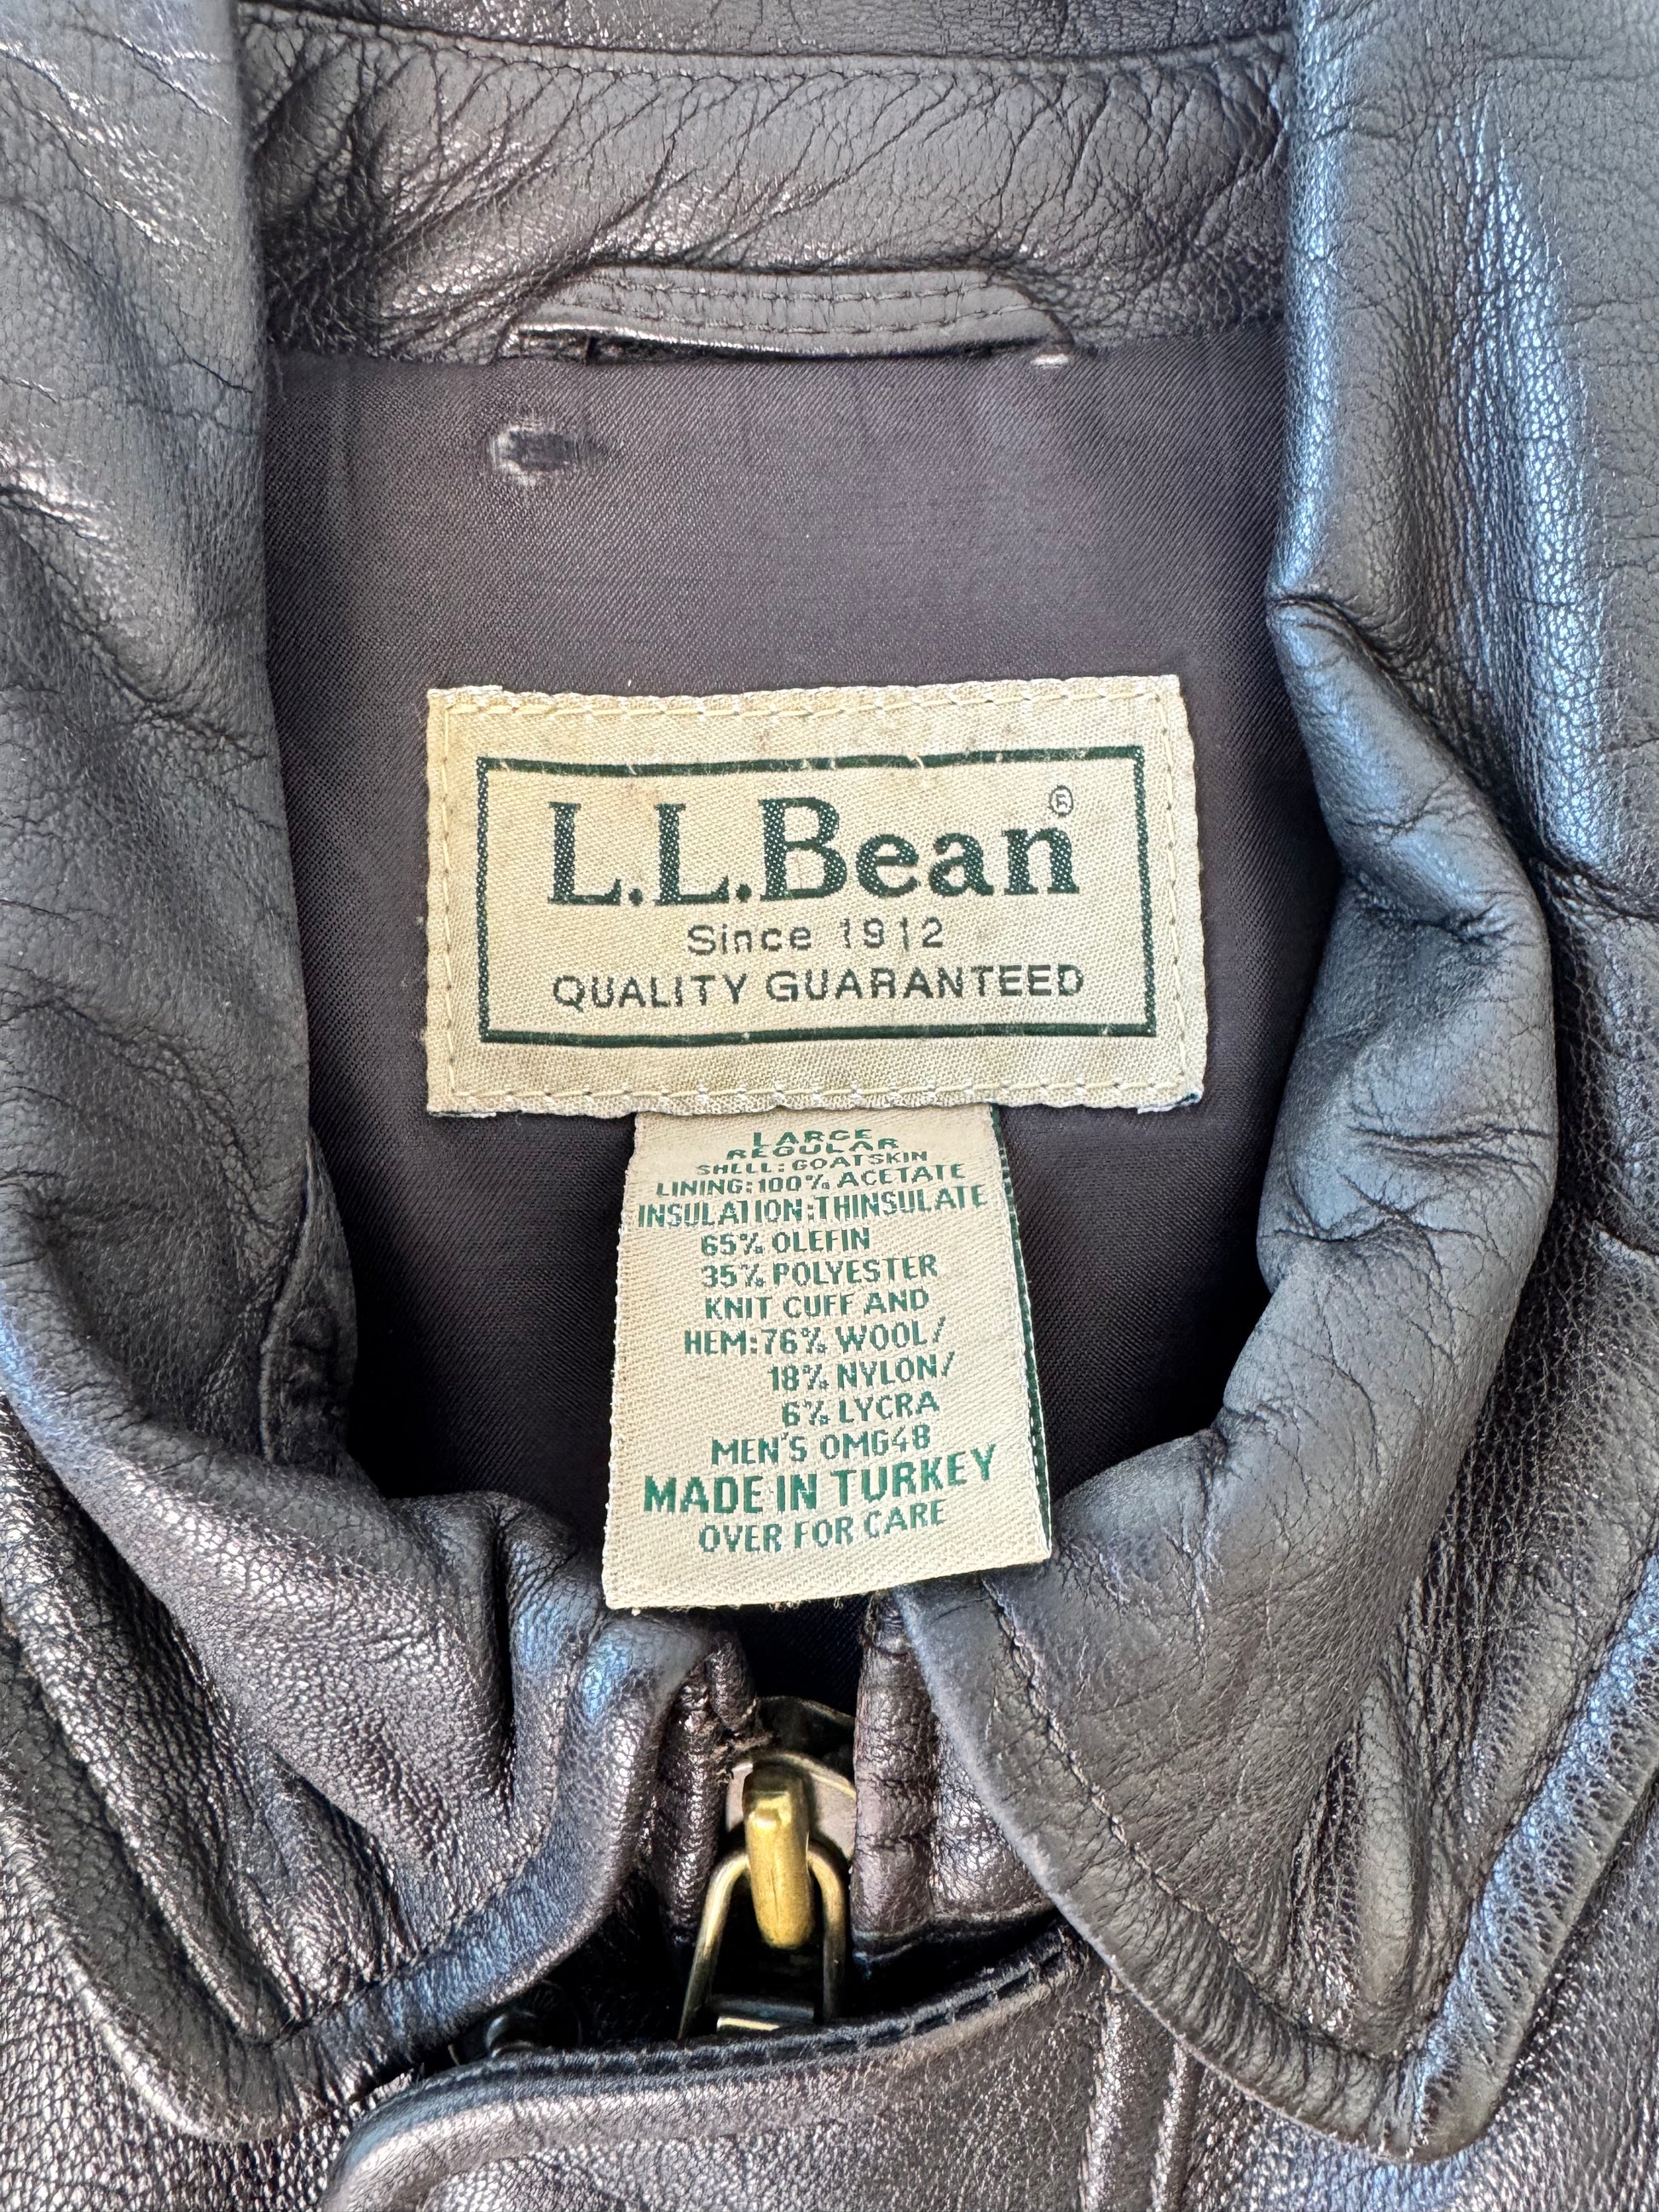 L.L.Bean®
Since 1912
QUALITY GUARANTEED
LARGE
REGULAR
SHELL: GOATSKIN
LINING:100% ACETATE
INSULATION:THINSULATE
65% OLEFIN
35% POLYESTER
KNIT CUFF AND
HEM:76% WOOL/
18% NYLON/
6% LYCRA
MEN'S OMG48
MADE IN TURKEY
OVER FOR CARE